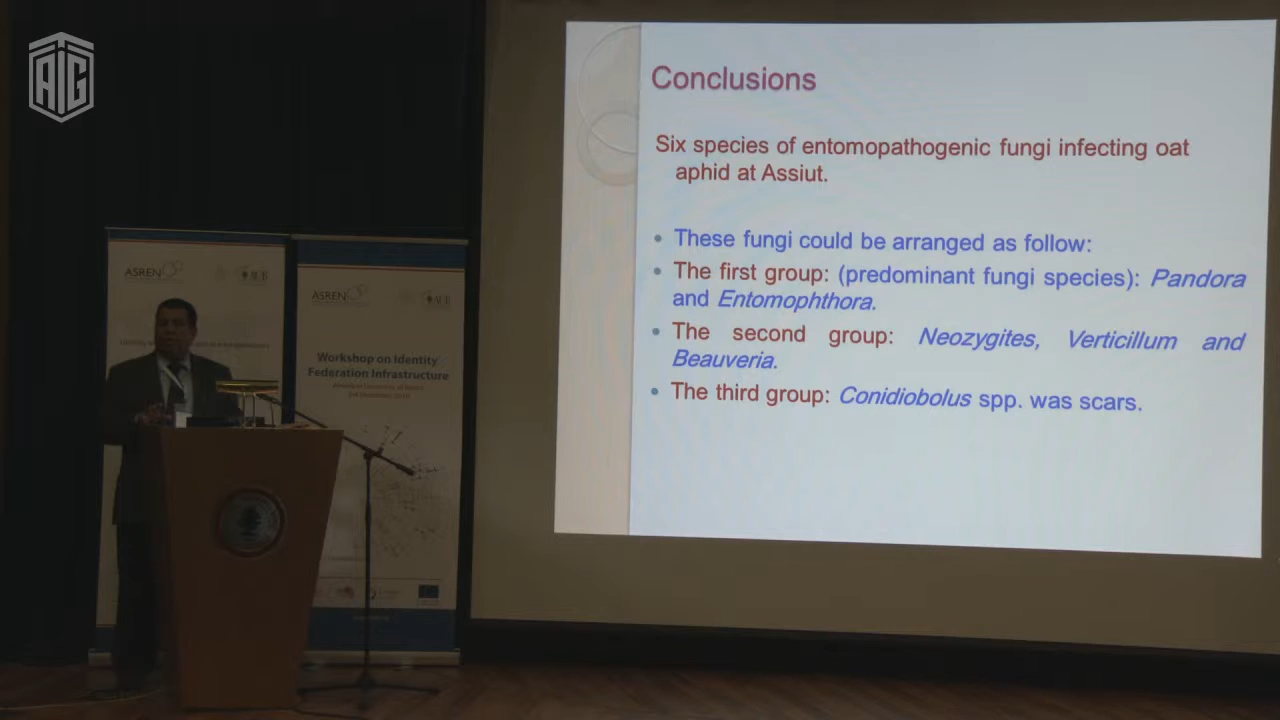 AIG
Conclusions
Six species of entomopathogenic fungi infecting oat
aphid at Assiut.
• These fungi could be arranged as follow:
• The first group: (predominant fungi species): Pandora
and Entomophthora.
• The second group: Neozygites, Verticillum and
Beauveria.
• The third group: Conidiobolus spp. was scars.
ASREN
ASREN
Workshop on Identity
Federation Infrastructure